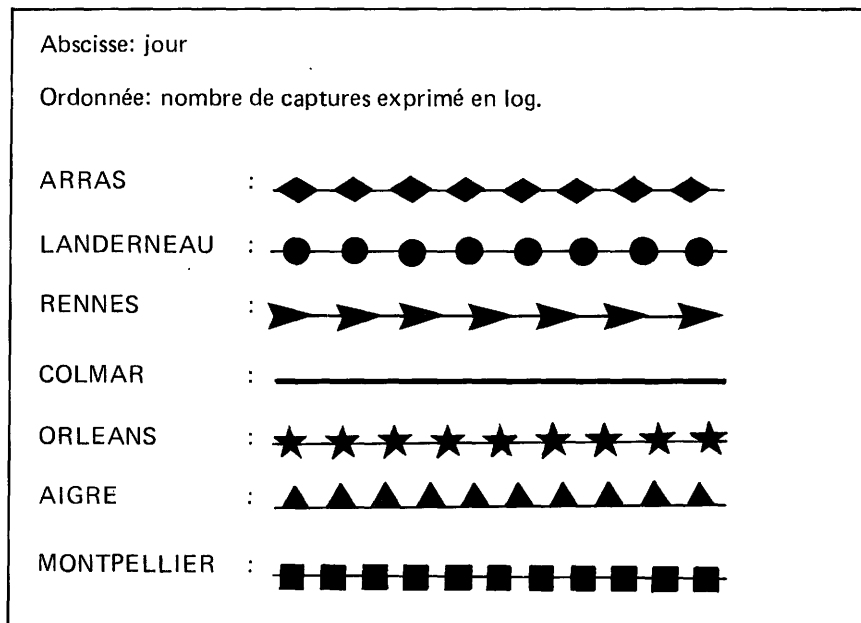 Abscisse: jour
Ordonnée: nombre de captures exprimé en log.
ARRAS :
LANDERNEAU :
RENNES :
COLMAR :
ORLEANS :
AIGRE :
MONTPELLIER :